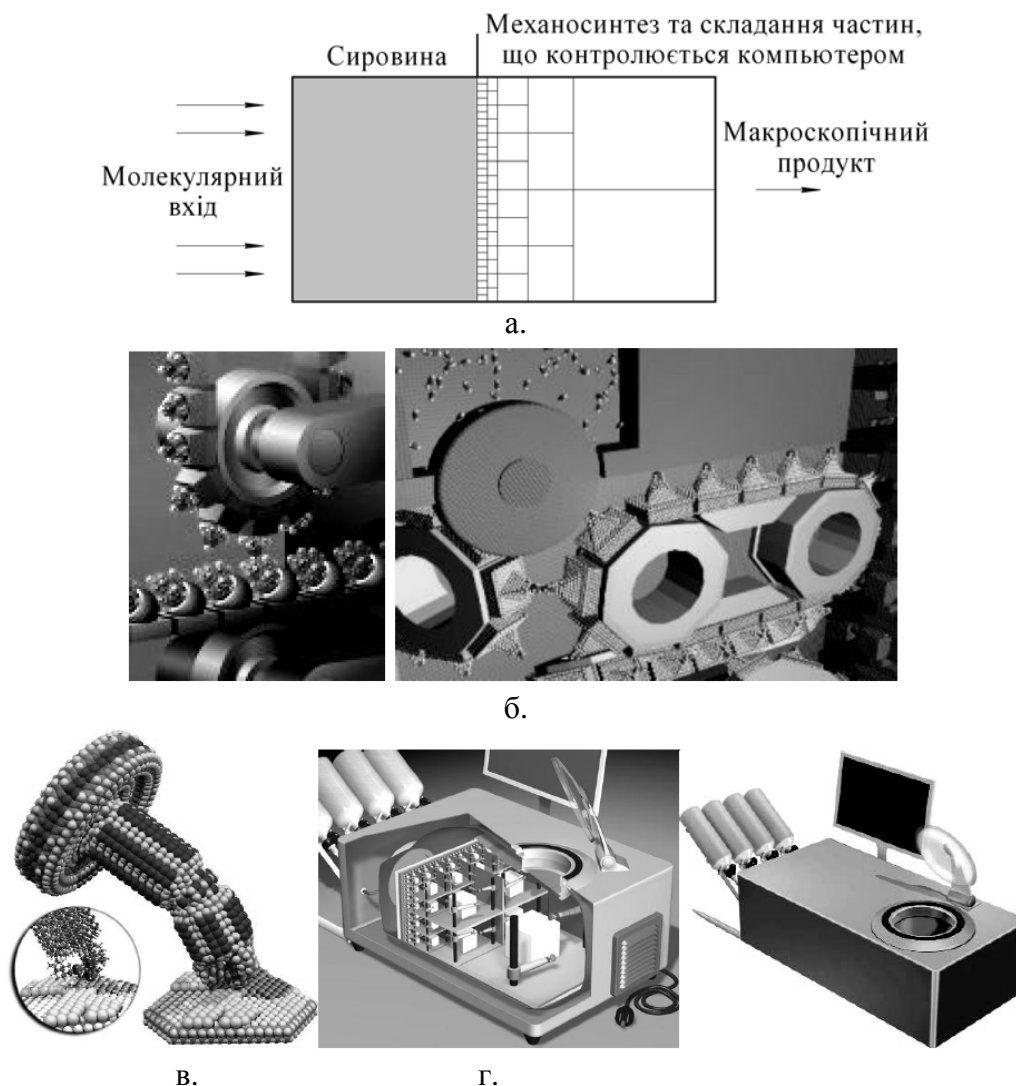 Механосинтез та складання частин,
Сировина
що контролюється компьютером
Макроскопічний
продукт
Молекулярний
вхід
а.
б.
в.
г.